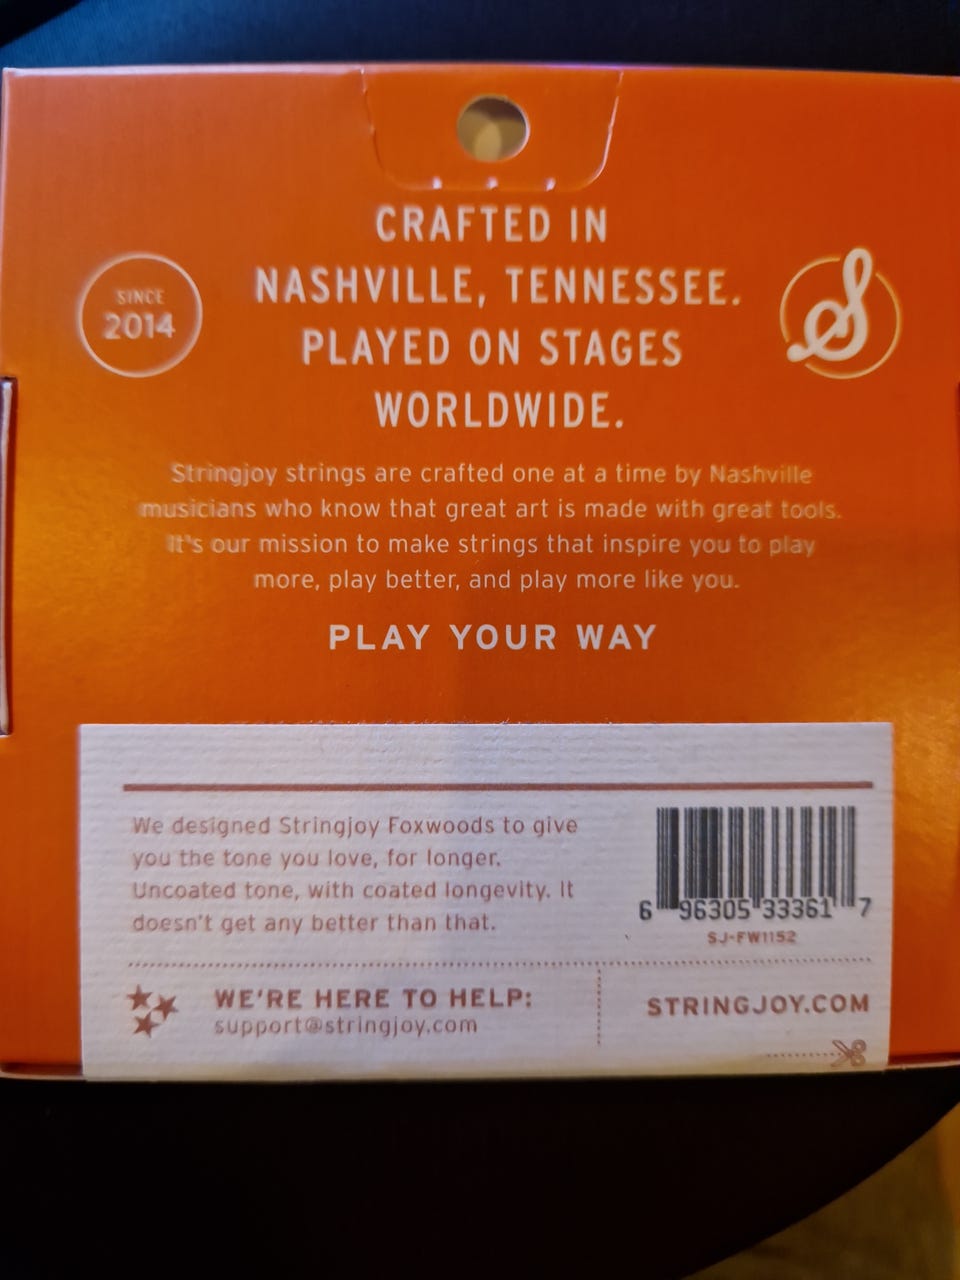 CRAFTED IN
NASHVILLE, TENNESSEE.
PLAYED ON STAGES
WORLDWIDE.
SINCE
2014
S
Stringjoy strings are crafted one at a time by Nashville
musicians who know that great art is made with great tools.
It's our mission to make strings that inspire you to play
more, play better, and play more like you.
PLAY YOUR WAY
We designed Stringjoy Foxwoods to give
you the tone you love, for longer.
Uncoated tone, with coated longevity. It
doesn't get any better than that.
6 96305 33361 7
SJ-FW1152
WE'RE HERE TO HELP:
support@stringjoy.com
STRINGJOY.COM